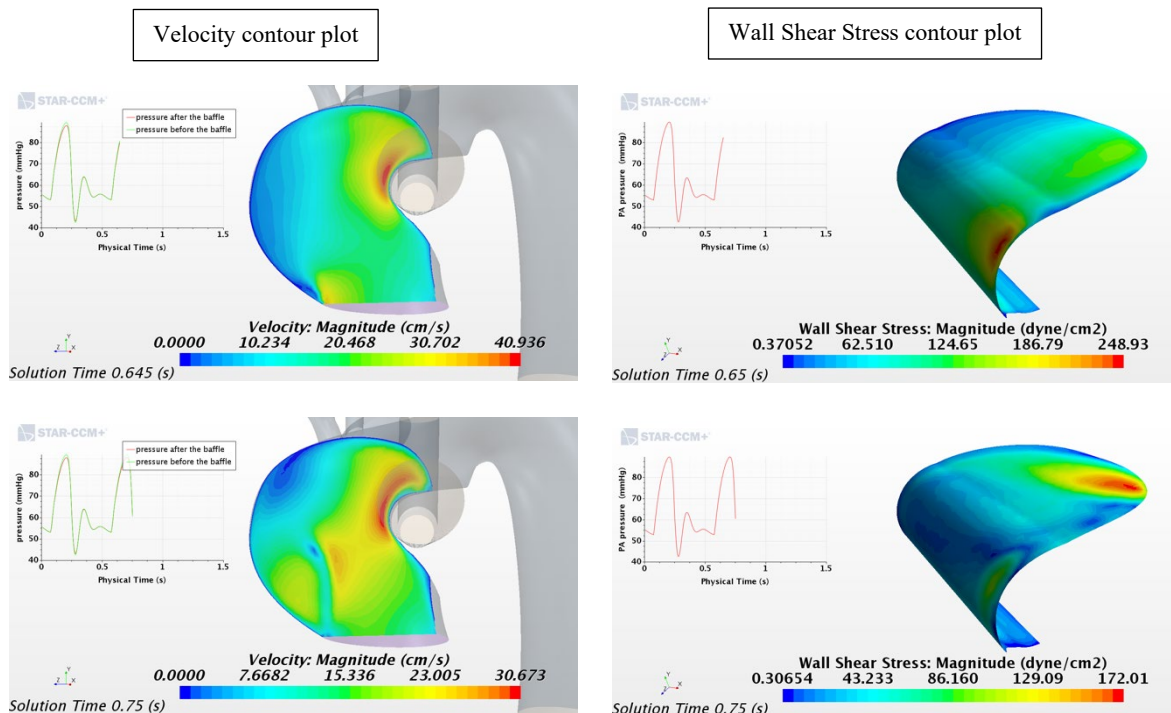 Velocity contour plot
Wall Shear Stress contour plot
STAR-CCM+
pressure after the baffle
pressure before the baffle
pressure (mmHg)
80
70
60
50
40
0
0.5
1
1.5
Physical Time (s)
Y
Z
X
Velocity: Magnitude (cm/s)
0.0000 10.234 20.468 30.702 40.936
Solution Time 0.645 (s)
STAR-CCM+
PA pressure (mmHg)
80
70
60
50
40
0
0.5
1
1.5
Physical Time (s)
Y
Z
X
Wall Shear Stress: Magnitude (dyne/cm2)
0.37052 62.510 124.65 186.79 248.93
Solution Time 0.65 (s)
STAR-CCM+
pressure after the baffle
pressure before the baffle
pressure (mmHg)
80
70
60
50
40
0
0.5
1
1.5
Physical Time (s)
Y
Z
X
Velocity: Magnitude (cm/s)
0.0000 7.6682 15.336 23.005 30.673
Solution Time 0.75 (s)
STAR-CCM+
PA pressure (mmHg)
80
70
60
50
40
0
0.5
1
1.5
Physical Time (s)
Y
Z
X
Wall Shear Stress: Magnitude (dyne/cm2)
0.30654 43.233 86.160 129.09 172.01
Solution Time 0.75 (s)